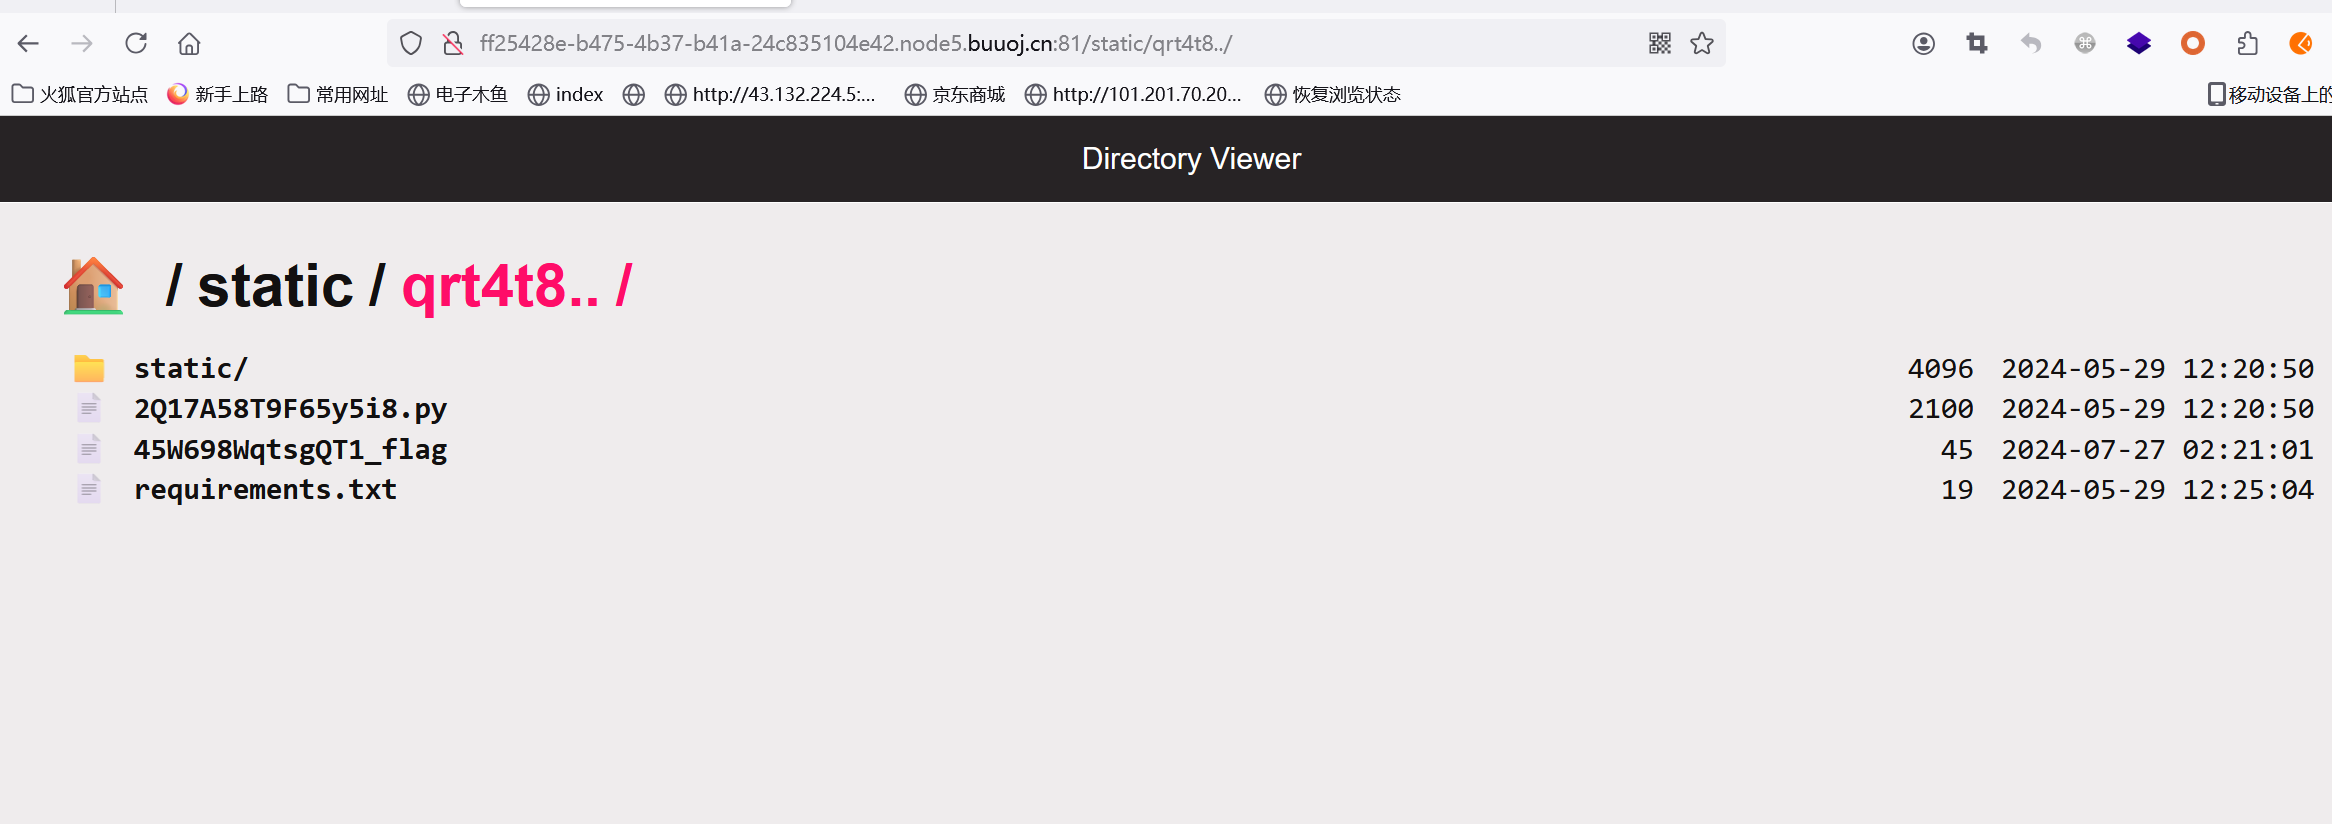 ff25428e-b475-4b37-b41a-24c835104e42.node5.buuoj.cn:81/static/qrt4t8../
火狐官方站点 新手上路 常用网址 电子木鱼 index http://43.132.224.5:... 京东商城 http://101.201.70.20... 恢复浏览状态 移动设备上的
Directory Viewer
/ static / qrt4t8.. /
static/ 4096 2024-05-29 12:20:50
2Q17A58T9F65y5i8.py 2100 2024-05-29 12:20:50
45W698WqtsgQT1_flag 45 2024-07-27 02:21:01
requirements.txt 19 2024-05-29 12:25:04